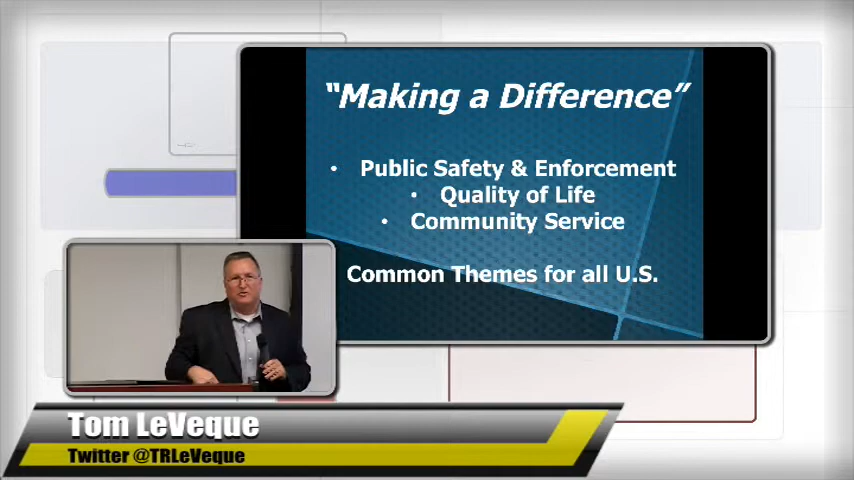 “Making a Difference”
• Public Safety & Enforcement
• Quality of Life
• Community Service
Common Themes for all U.S.
Tom LeVeque
Twitter @TRLeVeque